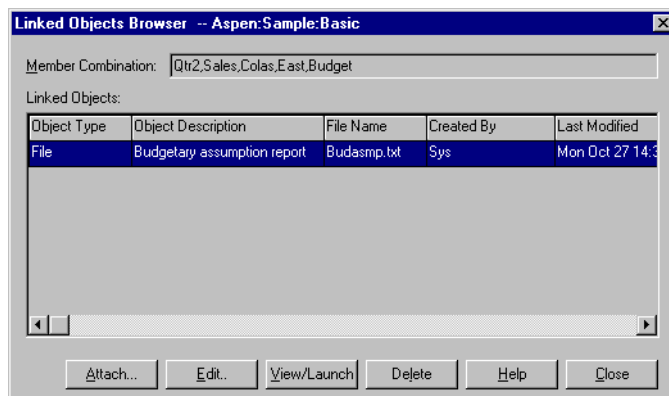 Linked Objects Browser -- Aspen:Sample:Basic
Member Combination: Qtr2,Sales,Colas,East,Budget
Linked Objects:
Object Type Object Description File Name Created By Last Modified
File Budgetary assumption report Budasmp.txt Sys Mon Oct 27 14:3
Attach... Edit.. View/Launch Delete Help Close